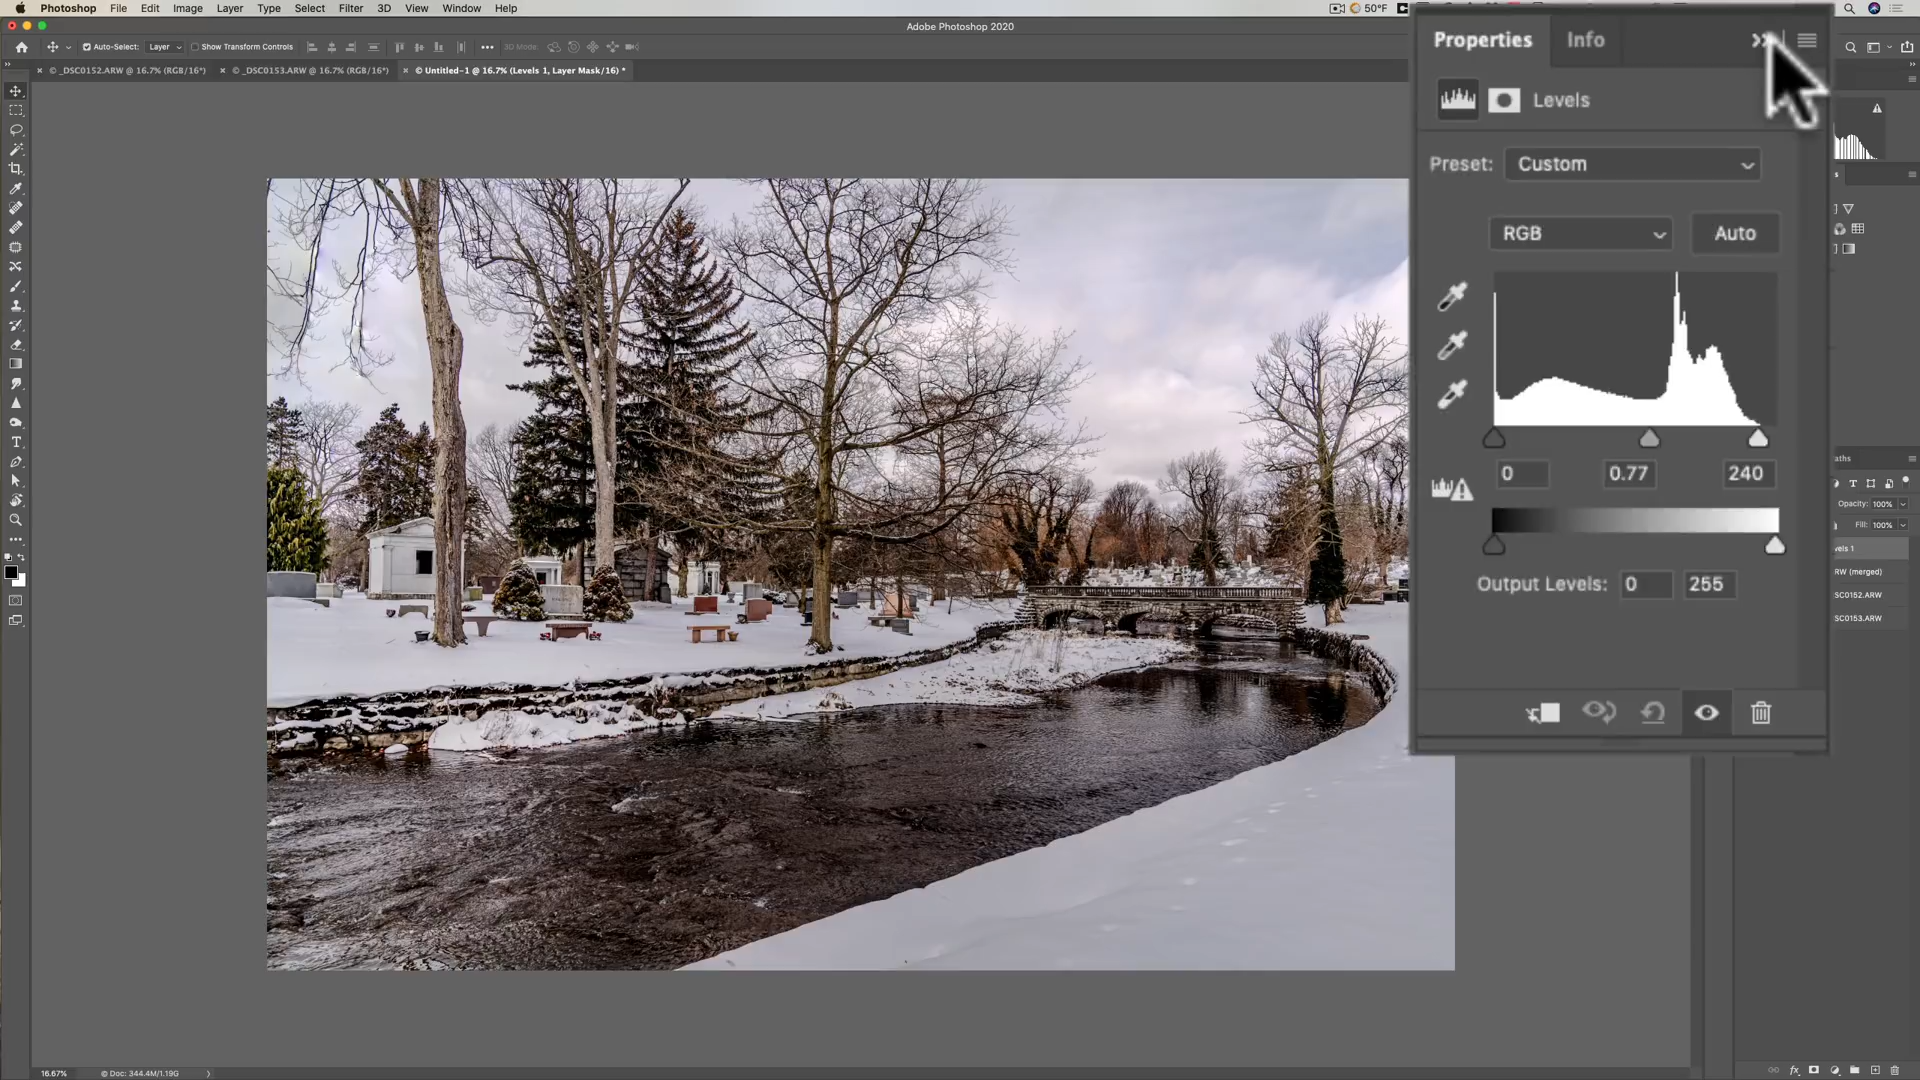 Photoshop File Edit Image Layer Type Select Filter 3D View Window Help
50°F
Adobe Photoshop 2020
Auto-Select: Layer Show Transform Controls
3D Mode:
© _DSC0152.ARW @ 16.7% (RGB/16*)
© _DSC0153.ARW @ 16.7% (RGB/16*)
© Untitled-1 @ 16.7% (Levels 1, Layer Mask/16) *
Properties Info
Levels
Preset: Custom
RGB Auto
0 0.77 240
Output Levels: 0 255
aths
Opacity: 100%
Fill: 100%
vels 1
RW (merged)
SC0152.ARW
SC0153.ARW
16.67% © Doc: 344.4M/1.19G
fx